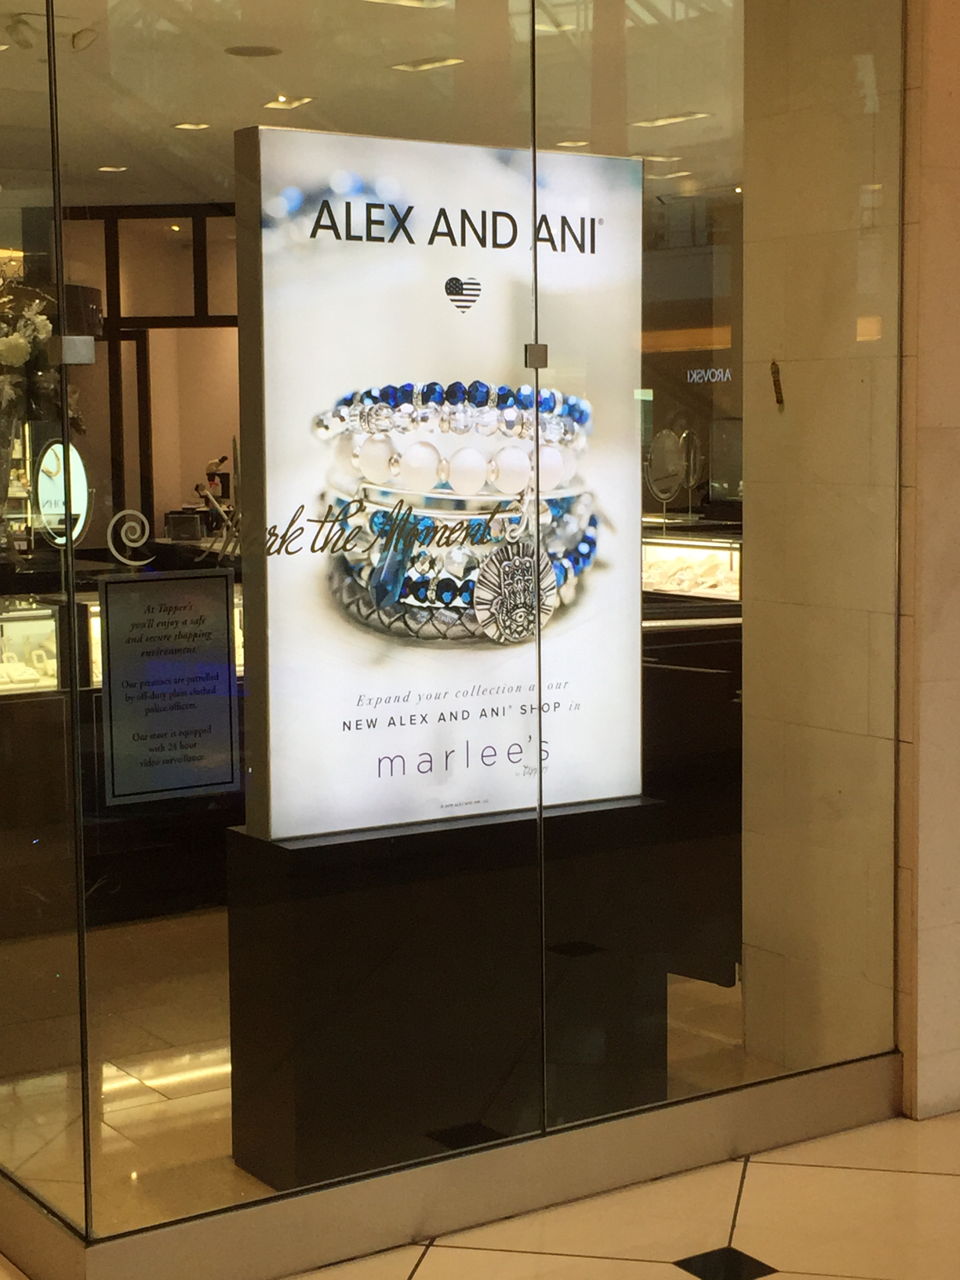 ALEX AND ANI®
AROVSKI
Mark the Moment
At Tapper's
you'll enjoy a safe
and secure shopping
environment.
Our premises are patrolled
by off-duty plain clothed
police officers.
Our store is equipped
with 24 hour
video surveillance
Expand your collection a our
NEW ALEX AND ANI® SHOP in
marlee's